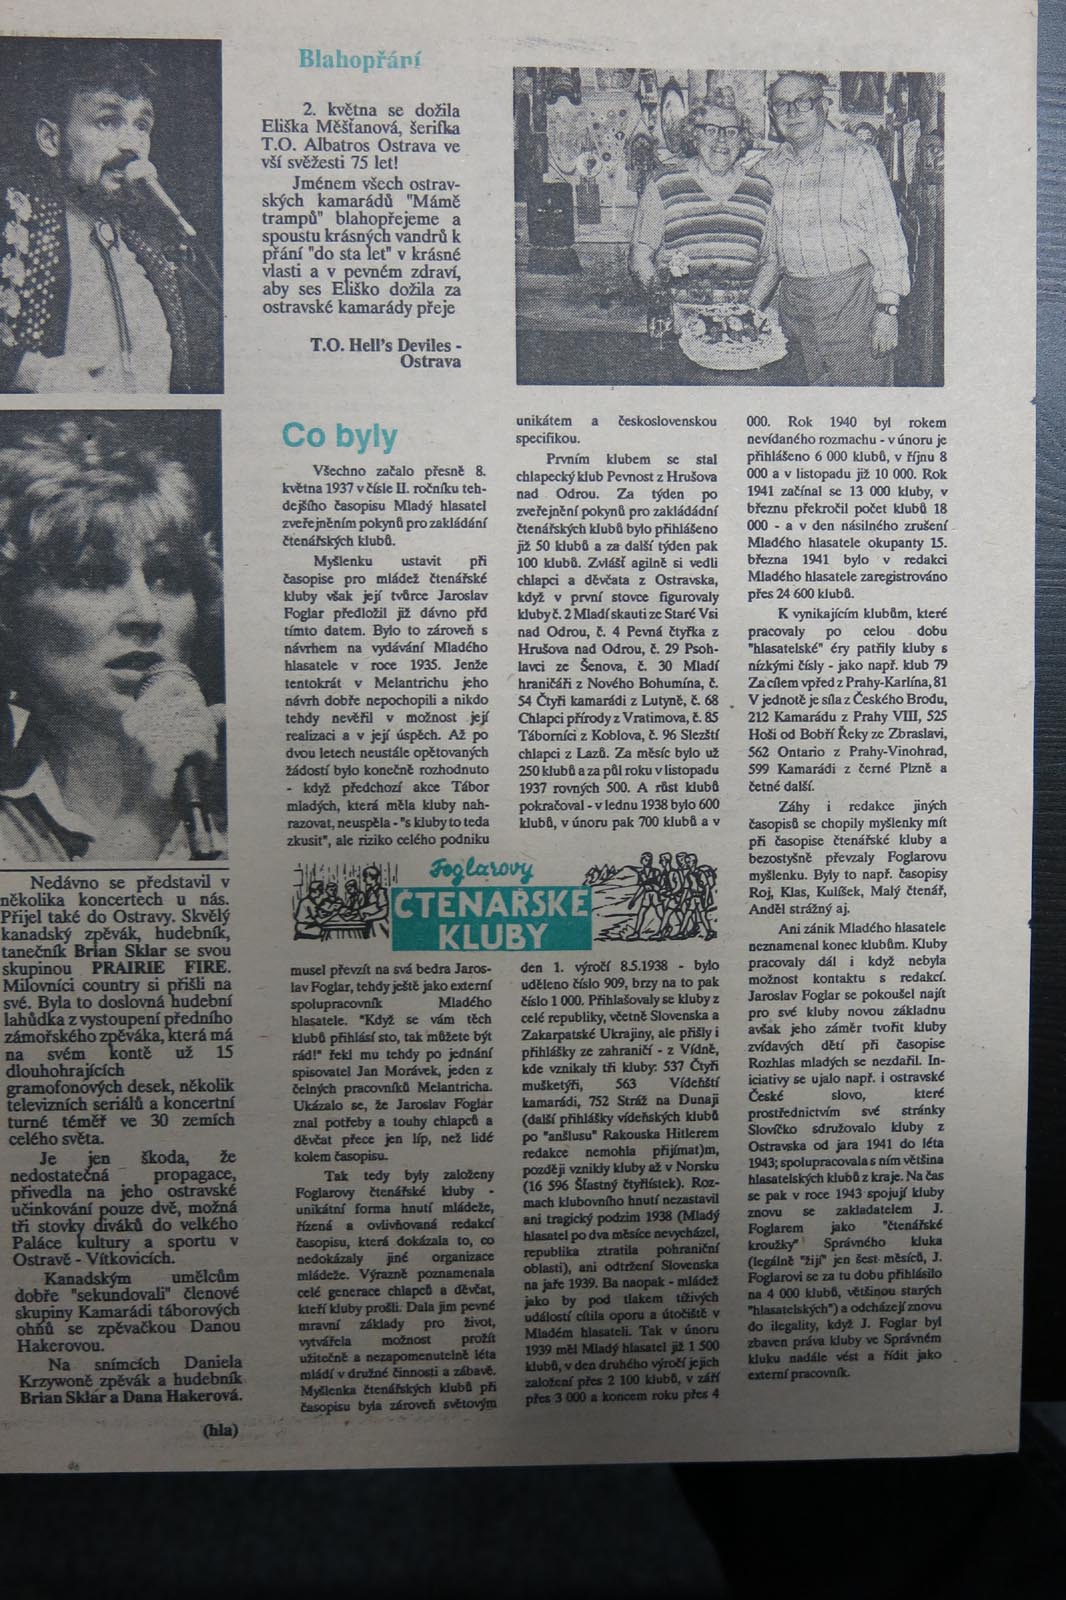 Blahopřání
2. května se dožila
Eliška Měšťanová, šerifka
T.O. Albatros Ostrava ve
vší svěžesti 75 let!
Jménem všech ostrav-
ských kamarádů "Mámě
trampů" blahopřejeme a
spoustu krásných vandrů k
přání "do sta let" v krásné
vlasti a v pevném zdraví,
aby ses Eliško dožila za
ostravské kamarády přeje
T.O. Hell's Deviles -
Ostrava
Nedávno se představil v
několika koncertech u nás.
Přijel také do Ostravy. Skvělý
kanadský zpěvák, hudebník,
tanečník Brian Sklar se svou
skupinou PRAIRIE FIRE.
Milovníci country si přišli na
své. Byla to doslovná hudební
lahůdka z vystoupení předního
zámořského zpěváka, která má
na svém kontě už 15
dlouhohrajících
gramofonových desek, několik
televizních seriálů a koncertní
turné téměř ve 30 zemích
celého světa.
Je jen škoda, že
nedostatečná propagace,
přivedla na jeho ostravské
učinkování pouze dvě, možná
tři stovky diváků do velkého
Paláce kultury a sportu v
Ostravě - Vítkovicích.
Kanadským umělcům
dobře "sekundovali" členové
skupiny Kamarádi táborových
ohňů se zpěvačkou Danou
Hakerovou.
Na snímcích Daniela
Krzywoně zpěvák a hudebník
Brian Sklar a Dana Hakerová.
(hla)
Co byly
Foglarovy
ČTENÁŘSKÉ
KLUBY
Všechno začalo přesně 8.
května 1937 v čísle II. ročníku teh-
dejšího časopisu Mladý hlasatel
zveřejněním pokynů pro zakládání
čtenářských klubů.
Myšlenku ustavit při
časopise pro mládež čtenářské
kluby však její tvůrce Jaroslav
Foglar předložil již dávno přd
tímto datem. Bylo to zároveň s
návrhem na vydávání Mladého
hlasatele v roce 1935. Jenže
tentokrát v Melantrichu jeho
návrh dobře nepochopili a nikdo
tehdy nevěřil v možnost její
realizaci a v její úspěch. Až po
dvou letech neustále opětovaných
žádostí bylo konečně rozhodnuto
- když předchozí akce Tábor
mladých, která měla kluby nah-
razovat, neuspěla - "s kluby to teda
zkusit", ale riziko celého podniku
musel převzít na svá bedra Jaros-
lav Foglar, tehdy ještě jako externí
spolupracovník Mladého
hlasatele. "Když se vám těch
klubů přihlásí sto, tak můžete být
rád!" řekl mu tehdy po jednání
spisovatel Jan Morávek, jeden z
čelných pracovníků Melantricha.
Ukázalo se, že Jaroslav Foglar
znal potřeby a touhy chlapců a
děvčat přece jen líp, než lidé
kolem časopisu.
Tak tedy byly založeny
Foglarovy čtenářské kluby -
unikátní forma hnutí mládeže,
řízená a ovlivňovaná redakcí
časopisu, která dokázala to, co
nedokázaly jiné organizace
mládeže. Výrazně poznamenala
celé generace chlapců a děvčat,
kteří kluby prošli. Dala jim pevné
mravní základy pro život,
vytvářela možnost prožít
užitečně a nezapomenutelně léta
mládí v družné činnosti a zábavě.
Myšlenka čtenářských klubů při
časopisu byla zároveň světovým
unikátem a československou
specifikou.
Prvním klubem se stal
chlapecký klub Pevnost z Hrušova
nad Odrou. Za týden po
zveřejnění pokynů pro zakládádní
čtenářských klubů bylo přihlášeno
již 50 klubů a za další týden pak
100 klubů. Zvlášť agilně si vedli
chlapci a děvčata z Ostravska,
když v první stovce figurovaly
kluby č. 2 Mladí skauti ze Staré Vsi
nad Odrou, č. 4 Pevná čtyřka z
Hrušova nad Odrou, č. 29 Psoh-
lavci ze Šenova, č. 30 Mladí
hraničáři z Nového Bohumína, č.
54 Čtyři kamarádi z Lutyně, č. 68
Chlapci přírody z Vratimova, č. 85
Táborníci z Koblova, č. 96 Slezští
chlapci z Lazů. Za měsíc bylo už
250 klubů a za půl roku v listopadu
1937 rovných 500. A růst klubů
pokračoval - v lednu 1938 bylo 600
klubů, v únoru pak 700 klubů a v
den 1. výročí 8.5.1938 - bylo
uděleno číslo 909, brzy na to pak
číslo 1 000. Přihlašovaly se kluby z
celé republiky, včetně Slovenska a
Zakarpatské Ukrajiny, ale přišly i
přihlášky ze zahraničí - z Vídně,
kde vznikaly tři kluby: 537 Čtyři
mušketýři, 563 Vídeňští
kamarádi, 752 Stráž na Dunaji
(další přihlášky vídeňských klubů
po "anšlusu" Rakouska Hitlerem
redakce nemohla přijímat)m,
později vznikly kluby až v Norsku
(16 596 Šťastný čtyřlístek). Roz-
mach klubovního hnutí nezastavil
ani tragický podzim 1938 (Mladý
hlasatel po dva měsíce nevycházel,
republika ztratila pohraniční
oblasti), ani odtržení Slovenska
na jaře 1939. Ba naopak - mládež
jako by pod tlakem tíživých
událostí cítila oporu a útočiště v
Mladém hlasateli. Tak v únoru
1939 měl Mladý hlasatel již 1 500
klubů, v den druhého výročí jejich
založení přes 2 100 klubů, v září
přes 3 000 a koncem roku přes 4
000. Rok 1940 byl rokem
nevídaného rozmachu - v únoru je
přihlášeno 6 000 klubů, v říjnu 8
000 a v listopadu již 10 000. Rok
1941 začínal se 13 000 kluby, v
březnu překročil počet klubů 18
000 - a v den násilného zrušení
Mladého hlasatele okupanty 15.
března 1941 bylo v redakci
Mladého hlasatele zaregistrováno
přes 24 600 klubů.
K vynikajícím klubům, které
pracovaly po celou dobu
"hlasatelské" éry patřily kluby s
nízkými čísly - jako např. klub 79
Za cílem vpřed z Prahy-Karlína, 81
V jednotě je síla z Českého Brodu,
212 Kamarádu z Prahy VIII, 525
Hoši od Bobří Řeky ze Zbraslavi,
562 Ontario z Prahy-Vinohrad,
599 Kamarádi z černé Plzně a
četné další.
Záhy i redakce jiných
časopisů se chopily myšlenky mít
při časopise čtenářské kluby a
bezostyšně převzaly Foglarovu
myšlenku. Byly to např. časopisy
Roj, Klas, Kulíšek, Malý čtenář,
Anděl strážný aj.
Ani zánik Mladého hlasatele
neznamenal konec klubům. Kluby
pracovaly dál i když nebyla
možnost kontaktu s redakcí.
Jaroslav Foglar se pokoušel najít
pro své kluby novou základnu
avšak jeho záměr tvořit kluby
zvídavých dětí při časopise
Rozhlas mladých se nezdařil. In-
iciativy se ujalo např. i ostravské
České slovo, které
prostřednictvím své stránky
Slovíčko sdružovalo kluby z
Ostravska od jara 1941 do léta
1943; spolupracovala s ním většina
hlasatelských klubů z kraje. Na čas
se pak v roce 1943 spojují kluby
znovu se zakladatelem J.
Foglarem jako "čtenářské
kroužky" Správného kluka
(legálně "žijí" jen šest měsíců, J.
Foglarovi se za tu dobu přihlásilo
na 4 000 klubů, většinou starých
"hlasatelských") a odcházejí znovu
do ilegality, když J. Foglar byl
zbaven práva kluby ve Správném
kluku nadále vést a řídit jako
externí pracovník.